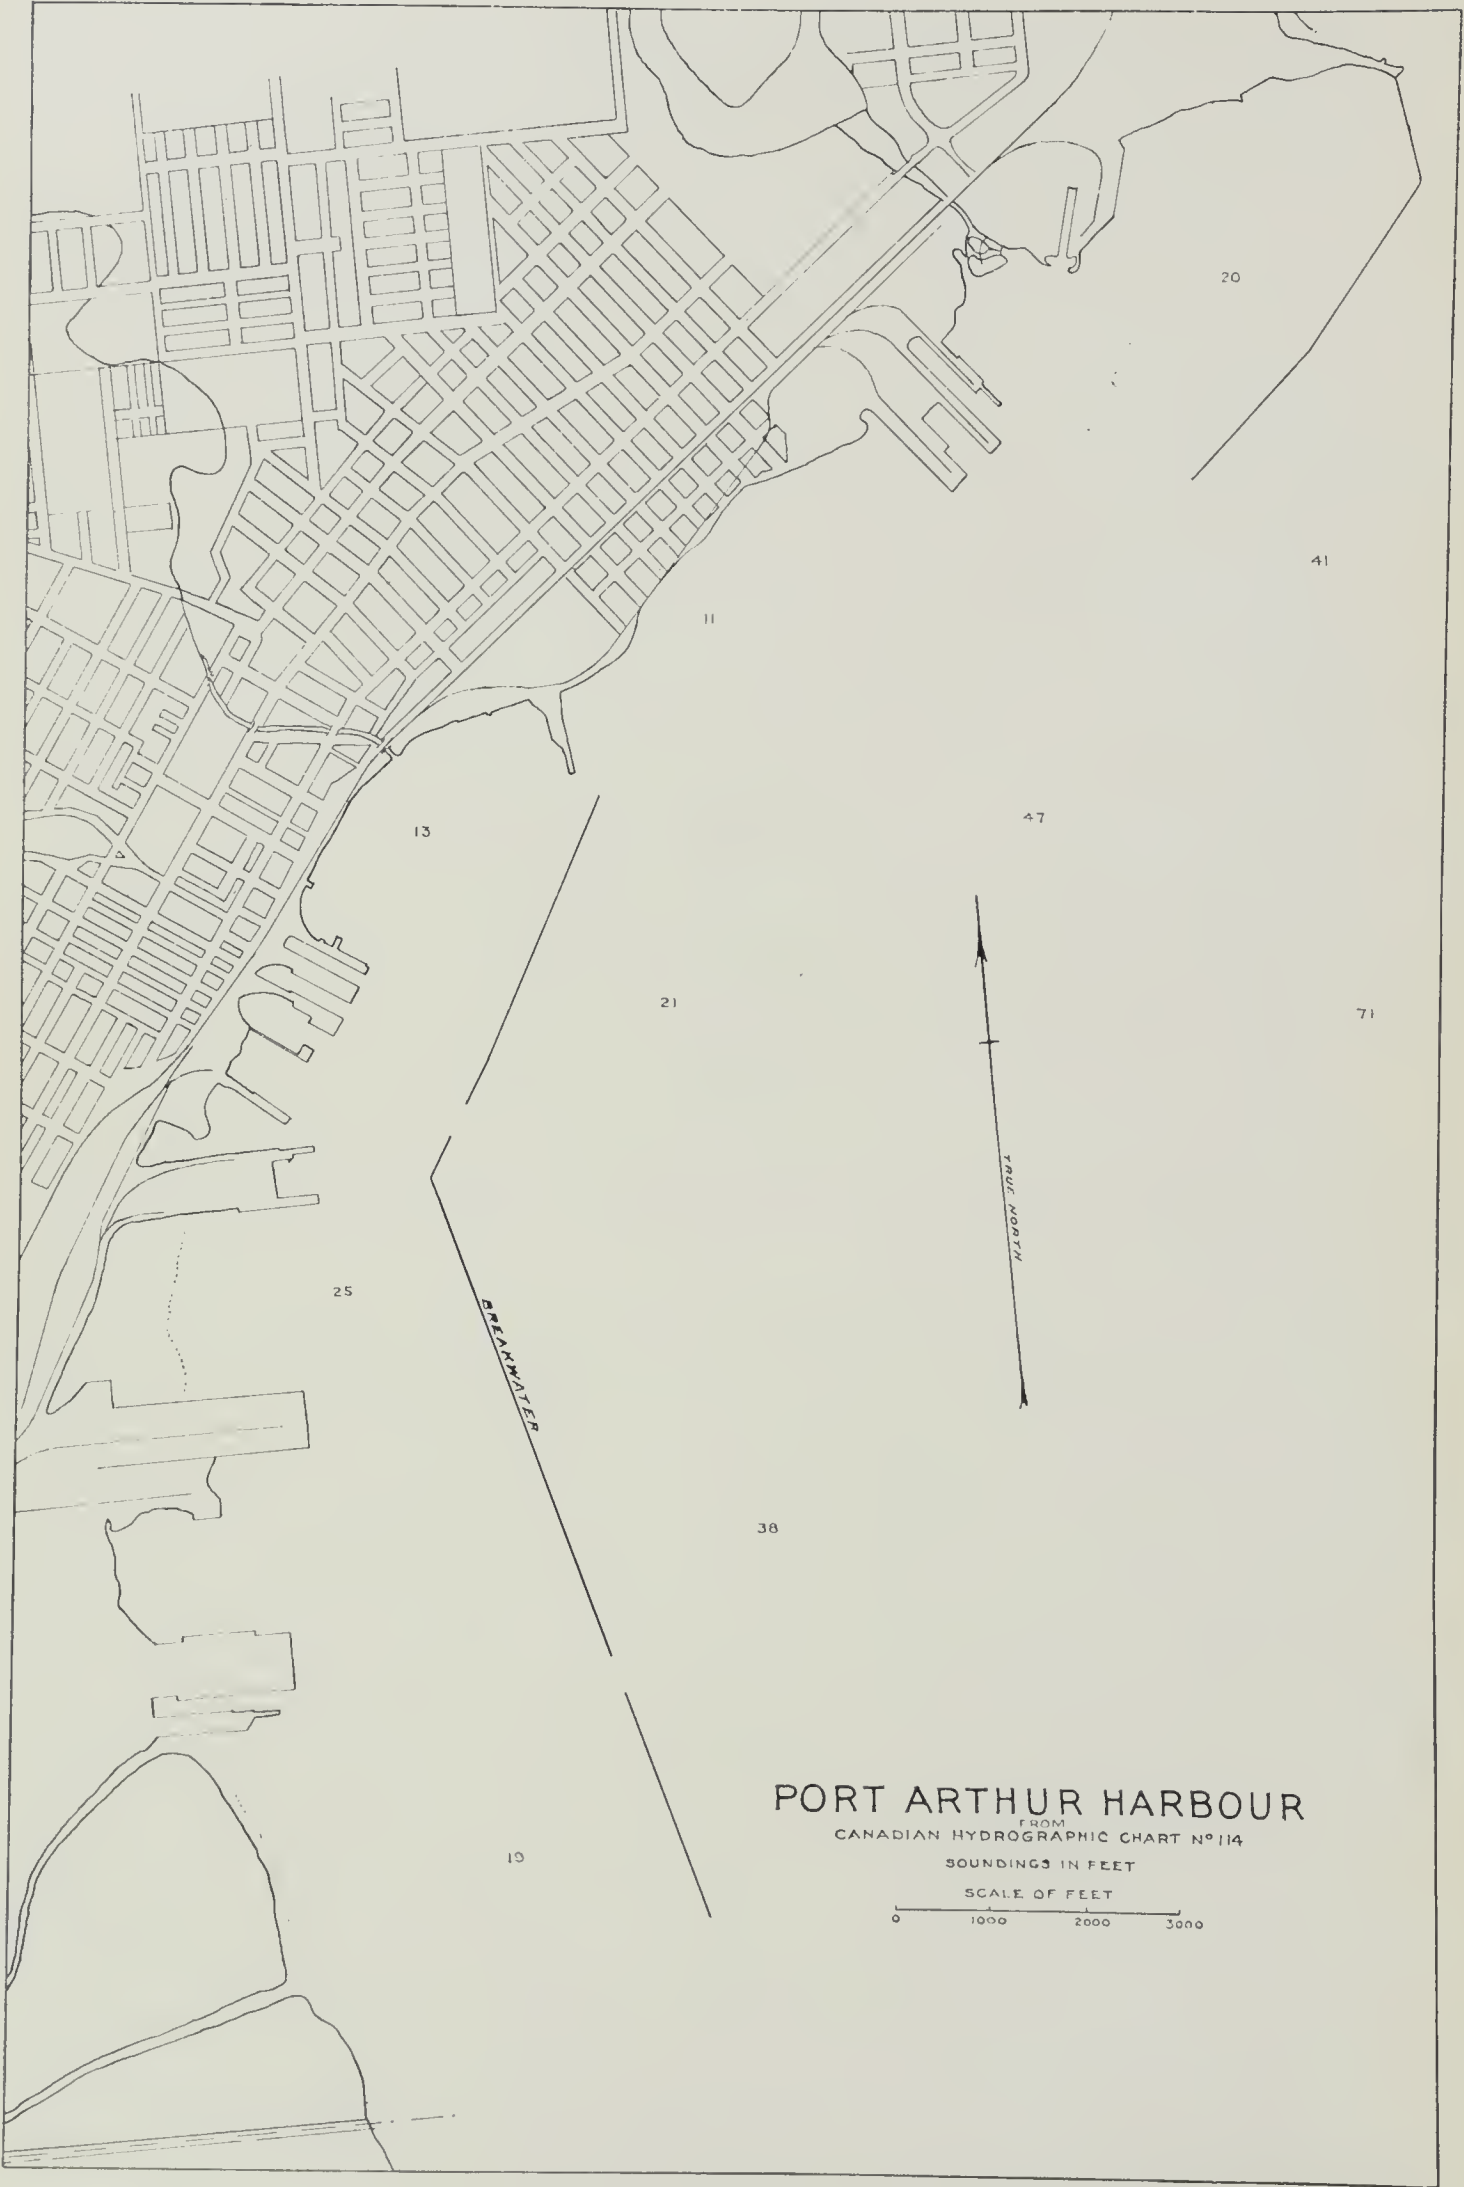 20
41
11
47
13
21
71
TRUE NORTH
25
BREAKWATER
38
PORT ARTHUR HARBOUR
FROM
CANADIAN HYDROGRAPHIC CHART Nº 114
SOUNDINGS IN FEET
19
SCALE OF FEET
0 1000 2000 3000